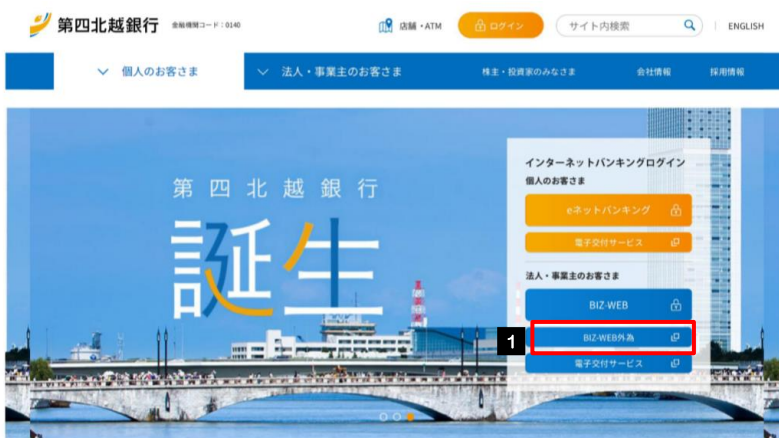 第四北越銀行 金融機関コード：0140
店舗・ATM
ログイン
サイト内検索
ENGLISH
個人のお客さま
法人・事業主のお客さま
株主・投資家のみなさま
会社情報
採用情報
第四北越銀行
誕生
インターネットバンキングログイン
個人のお客さま
eネットバンキング
電子交付サービス
法人・事業主のお客さま
BIZ-WEB
1
BIZ-WEB外為
電子交付サービス